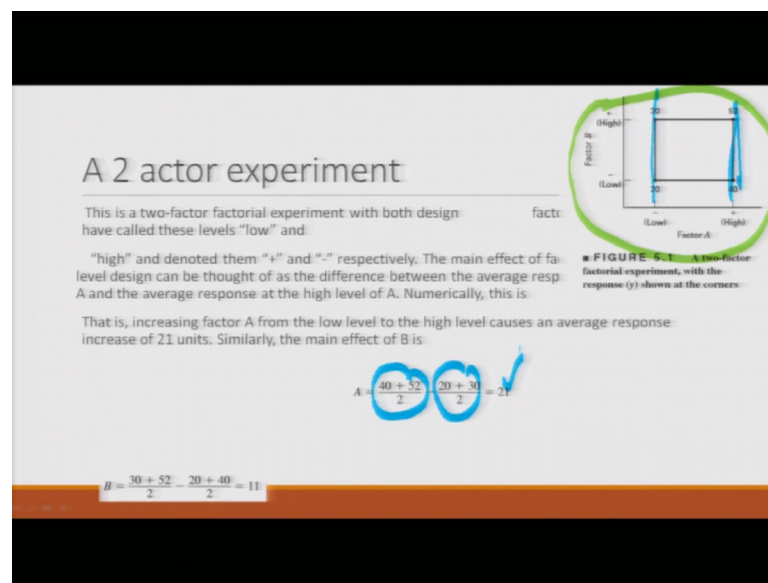 A 2 actor experiment
This is a two-factor factorial experiment with both design facto
have called these levels "low" and
"high" and denoted them "+" and "-" respectively. The main effect of fa
level design can be thought of as the difference between the average resp
A and the average response at the high level of A. Numerically, this is
That is, increasing factor A from the low level to the high level causes an average response
increase of 21 units. Similarly, the main effect of B is
A = (40 + 52)/2 (20 + 30)/2 = 21
B = (30 + 52)/2 - (20 + 40)/2 = 11
+
(High)
Factor B
−
(Low)
20 40
− +
(Low) (High)
Factor A
■ FIGURE 5.1 A two-factor
factorial experiment, with the
response (y) shown at the corners